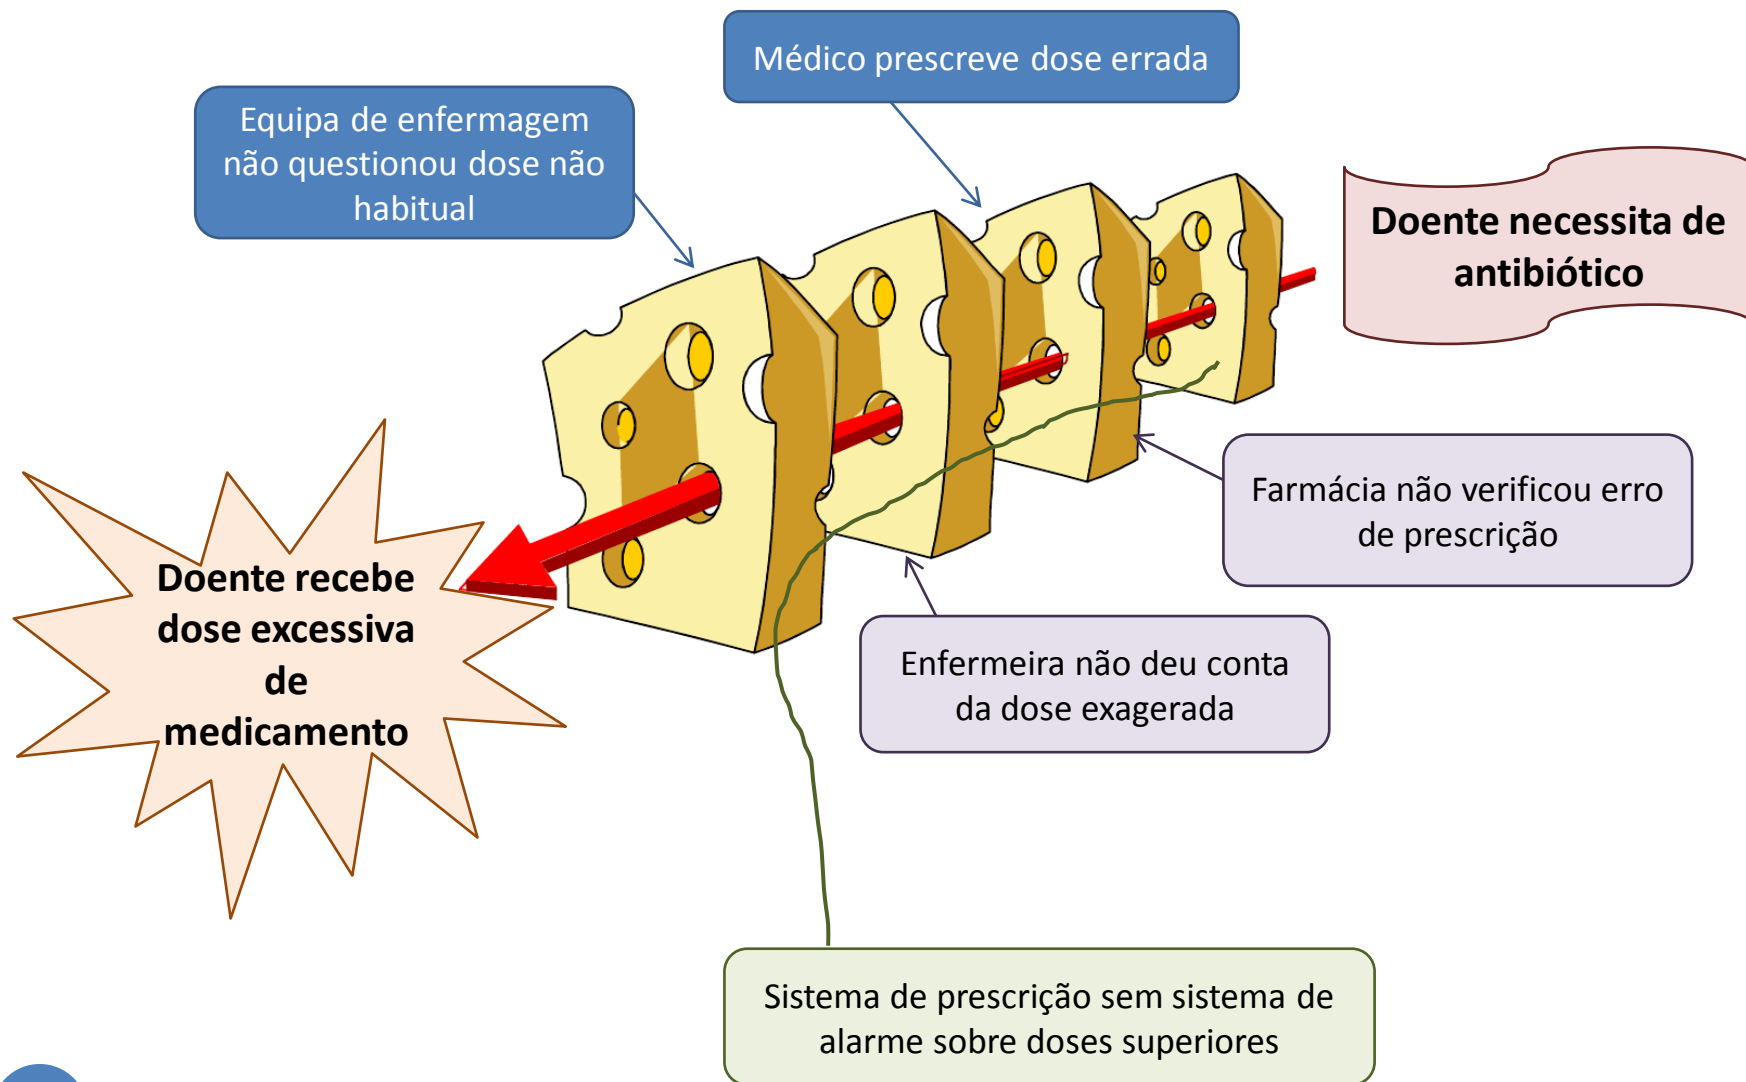 Médico prescreve dose errada
Equipa de enfermagem
não questionou dose não
habitual
Doente necessita de
antibiótico
Farmácia não verificou erro
de prescrição
Doente recebe
dose excessiva
de
medicamento
Enfermeira não deu conta
da dose exagerada
Sistema de prescrição sem sistema de
alarme sobre doses superiores